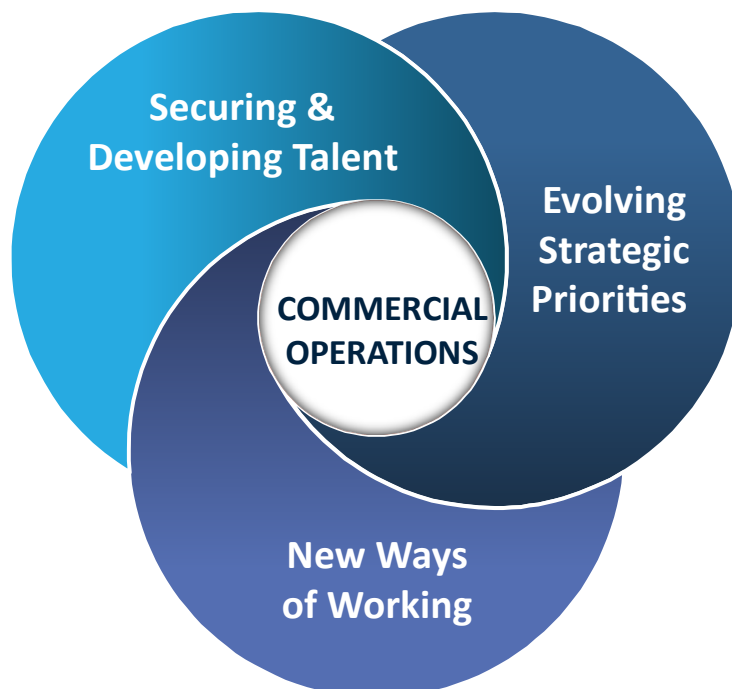 Securing &
Developing Talent
Evolving
Strategic
Priorities
COMMERCIAL
OPERATIONS
New Ways
of Working